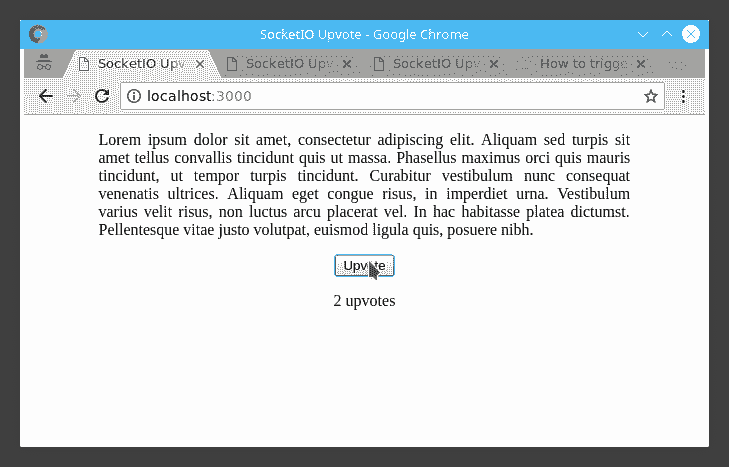 SocketIO Upvote - Google Chrome
SocketIO Upv SocketIO Upv SocketIO Upv How to trigge
localhost:3000
Lorem ipsum dolor sit amet, consectetur adipiscing elit. Aliquam sed turpis sit
amet tellus convallis tincidunt quis ut massa. Phasellus maximus orci quis mauris
tincidunt, ut tempor turpis tincidunt. Curabitur vestibulum nunc consequat
venenatis ultrices. Aliquam eget congue risus, in imperdiet urna. Vestibulum
varius velit risus, non luctus arcu placerat vel. In hac habitasse platea dictumst.
Pellentesque vitae justo volutpat, euismod ligula quis, posuere nibh.
Upvote
2 upvotes